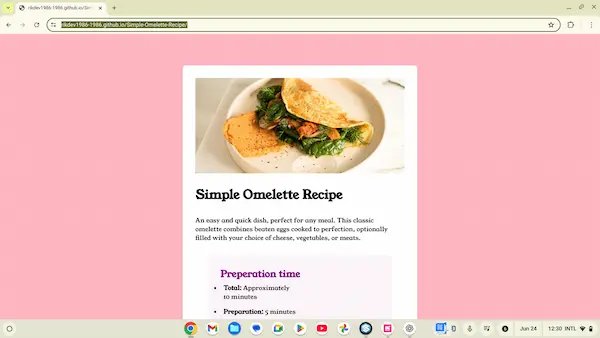 nkdev1986-1986.github.io/Sim
nkdev1986-1986.github.io/Simple-Omelette-Recipe/
Simple Omelette Recipe
An easy and quick dish, perfect for any meal. This classic
omelette combines beaten eggs cooked to perfection, optionally
filled with your choice of cheese, vegetables, or meats.
Preperation time
Total: Approximately
10 minutes
Preparation: 5 minutes
Jun 24
12:30 INTL